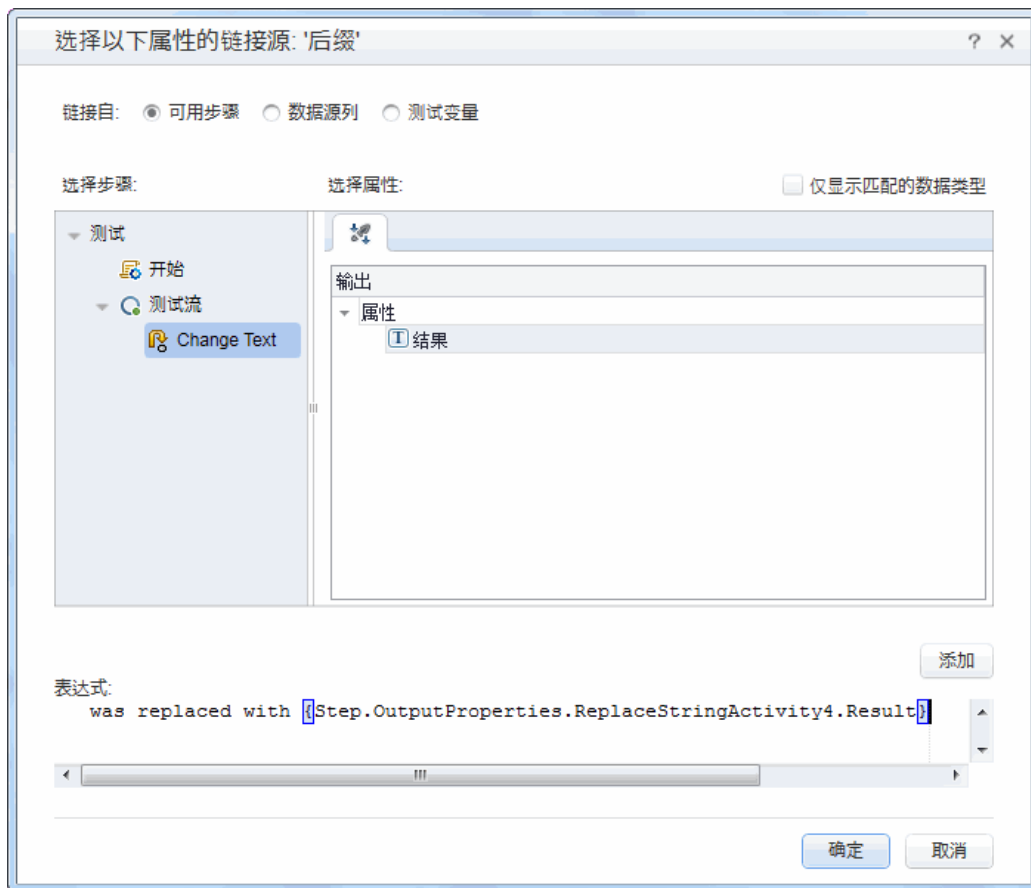 选择以下属性的链接源: '后缀'
链接自: 可用步骤 数据源列 测试变量
选择步骤: 选择属性: 仅显示匹配的数据类型
测试
开始
测试流
Change Text
输出
属性
结果
添加
表达式:
was replaced with {Step.OutputProperties.ReplaceStringActivity4.Result}
确定 取消